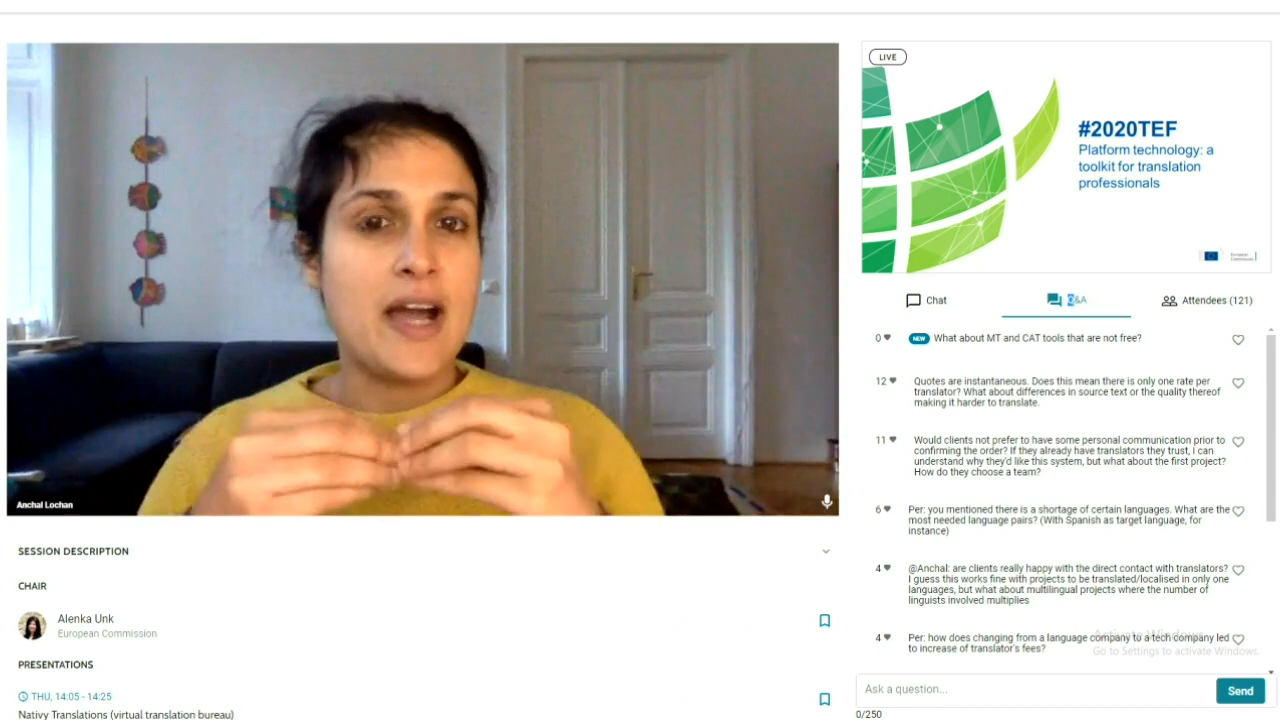 Anchal Lochan
SESSION DESCRIPTION
CHAIR
Alenka Unk
European Commission
PRESENTATIONS
THU, 14:05 - 14:25
Nativy Translations (virtual translation bureau)
LIVE
#2020TEF
Platform technology: a
toolkit for translation
professionals
European
Commission
Chat
Q&A
Attendees (121)
0
NEW What about MT and CAT tools that are not free?
12
Quotes are instantaneous. Does this mean there is only one rate per
translator? What about differences in source text or the quality thereof
making it harder to translate.
11
Would clients not prefer to have some personal communication prior to
confirming the order? If they already have translators they trust, I can
understand why they'd like this system, but what about the first project?
How do they choose a team?
6
Per: you mentioned there is a shortage of certain languages. What are the
most needed language pairs? (With Spanish as target language, for
instance)
4
@Anchal: are clients really happy with the direct contact with translators?
I guess this works fine with projects to be translated/localised in only one
languages, but what about multilingual projects where the number of
linguists involved multiplies
4
Per: how does changing from a language company to a tech company led
to increase of translator's fees?
Activate Windows
Go to Settings to activate Windows.
Ask a question...
Send
0/250